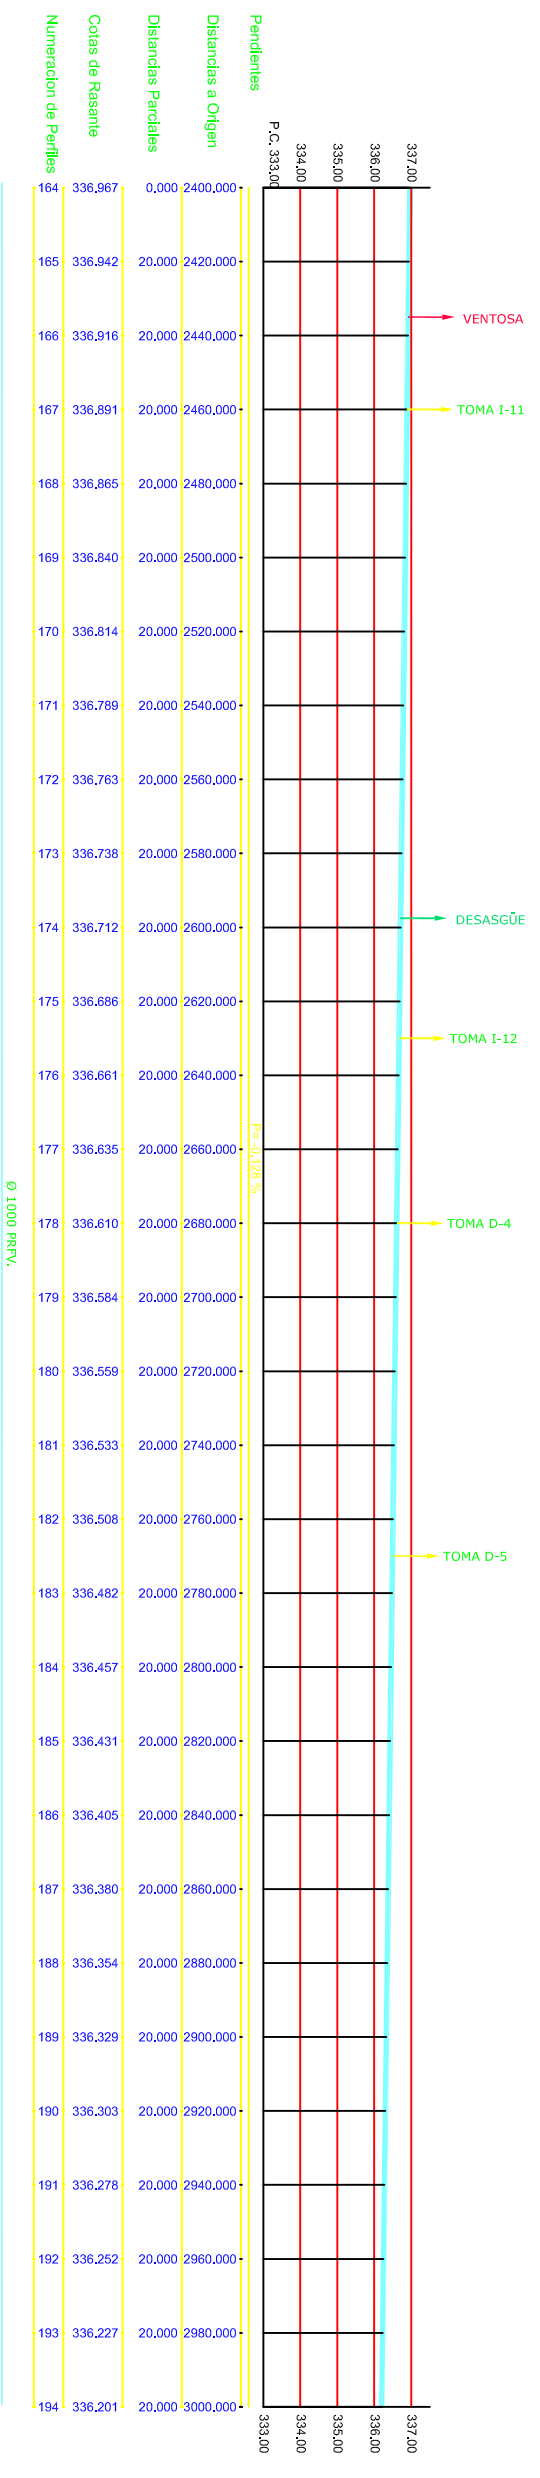 Pendientes
Distancias a Origen
Distancias Parciales
Cotas de Rasante
Numeracion de Perfiles
P.C. 333.00
334.00
335.00
336.00
337.00
164 336.967 0.000 2400.000
165 336.942 20.000 2420.000
VENTOSA
166 336.916 20.000 2440.000
167 336.891 20.000 2460.000
TOMA I-11
168 336.865 20.000 2480.000
169 336.840 20.000 2500.000
170 336.814 20.000 2520.000
171 336.789 20.000 2540.000
172 336.763 20.000 2560.000
173 336.738 20.000 2580.000
DESASGÜE
174 336.712 20.000 2600.000
175 336.686 20.000 2620.000
TOMA I-12
176 336.661 20.000 2640.000
177 336.635 20.000 2660.000
P= -0.128 %
178 336.610 20.000 2680.000
TOMA D-4
Ø 1000 PRFV.
179 336.584 20.000 2700.000
180 336.559 20.000 2720.000
181 336.533 20.000 2740.000
182 336.508 20.000 2760.000
TOMA D-5
183 336.482 20.000 2780.000
184 336.457 20.000 2800.000
185 336.431 20.000 2820.000
186 336.405 20.000 2840.000
187 336.380 20.000 2860.000
188 336.354 20.000 2880.000
189 336.329 20.000 2900.000
190 336.303 20.000 2920.000
191 336.278 20.000 2940.000
192 336.252 20.000 2960.000
193 336.227 20.000 2980.000
194 336.201 20.000 3000.000
333.00
334.00
335.00
336.00
337.00